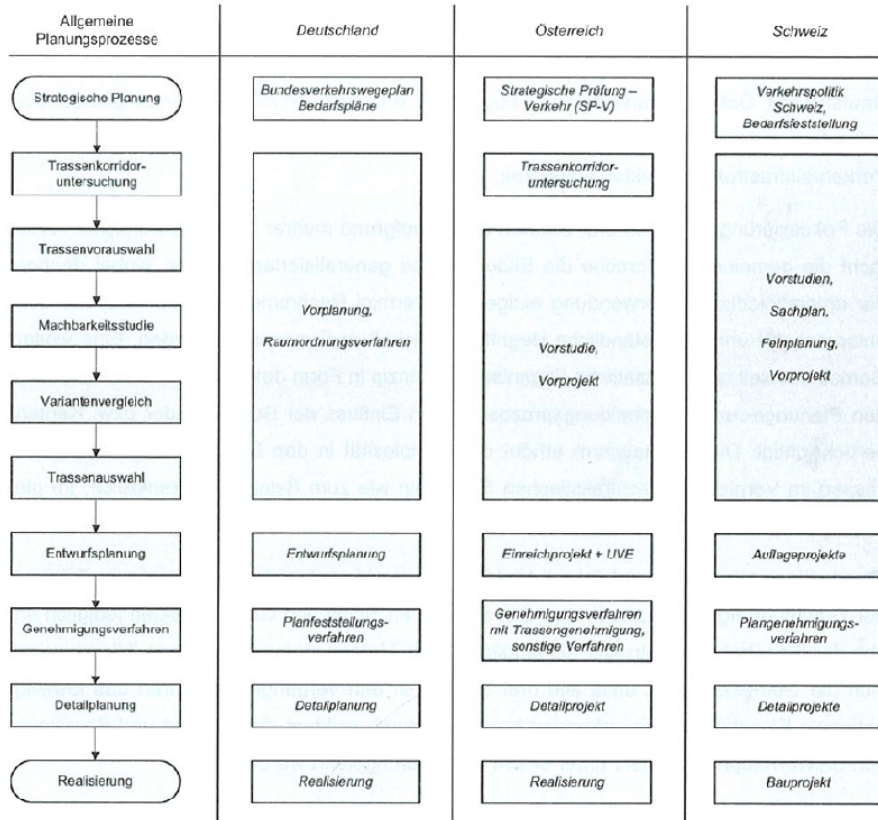 Allgemeine
Planungsprozesse
Deutschland
Österreich
Schweiz
Strategische Planung
Bundesverkehrswegeplan
Bedarfspläne
Strategische Prüfung –
Verkehr (SP-V)
Verkehrspolitik
Schweiz,
Bedarfsfeststellung
Trassenkorridor-
untersuchung
Trassenkorridor-
untersuchung
Trassenvorauswahl
Machbarkeitsstudie
Variantenvergleich
Trassenauswahl
Vorplanung,
Raumordnungsverfahren
Vorstudie,
Vorprojekt
Vorstudien,
Sachplan,
Feinplanung,
Vorprojekt
Entwurfsplanung
Entwurfsplanung
Einreichprojekt + UVE
Auflageprojekte
Genehmigungsverfahren
Planfeststellungs-
verfahren
Genehmigungsverfahren
mit Trassengenehmigung,
sonstige Verfahren
Plangenehmigungs-
verfahren
Detailplanung
Detailplanung
Detailprojekt
Detailprojekte
Realisierung
Realisierung
Realisierung
Bauprojekt